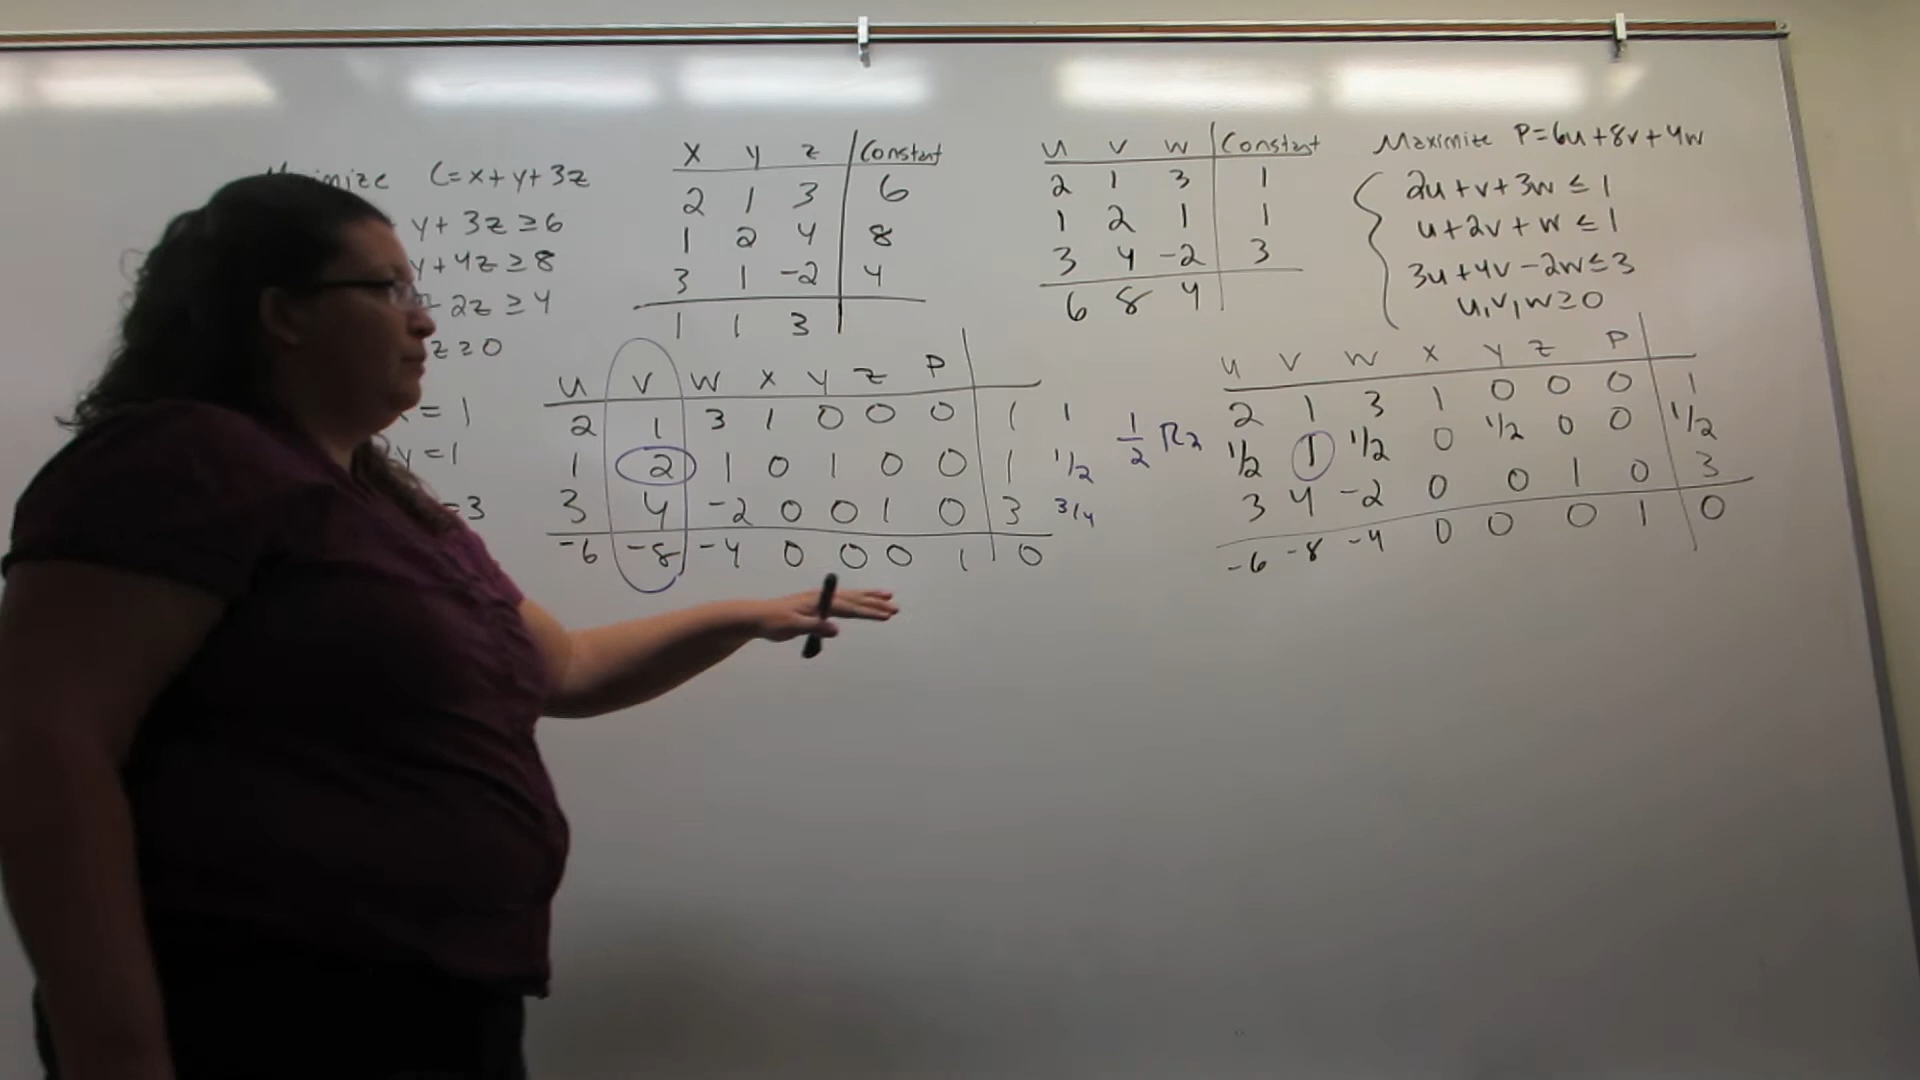 C=x+y+3z
y+3z≥6
y+4z≥8
2z≥4
z≥0
=1
y=1
=3
x y z | Constant
2 1 3 | 6
1 2 4 | 8
3 1 -2 | 4
1 1 3 |
u v w | Constant
2 1 3 | 1
1 2 1 | 1
3 4 -2 | 3
6 8 4 |
Maximize P=6u+8v+4w
2u+v+3w≤1
u+2v+w≤1
3u+4v-2w≤3
u,v,w≥0
u v w x y z P |
2 1 3 1 0 0 0 | 1 1
1 2 1 0 1 0 0 | 1 1/2
3 4 -2 0 0 1 0 | 3 3/4
-6 -8 -4 0 0 0 1 | 0
1/2 R2
u v w x y z P |
2 1 3 1 0 0 0 | 1
1/2 1 1/2 0 1/2 0 0 | 1/2
3 4 -2 0 0 1 0 | 3
-6 -8 -4 0 0 0 1 | 0